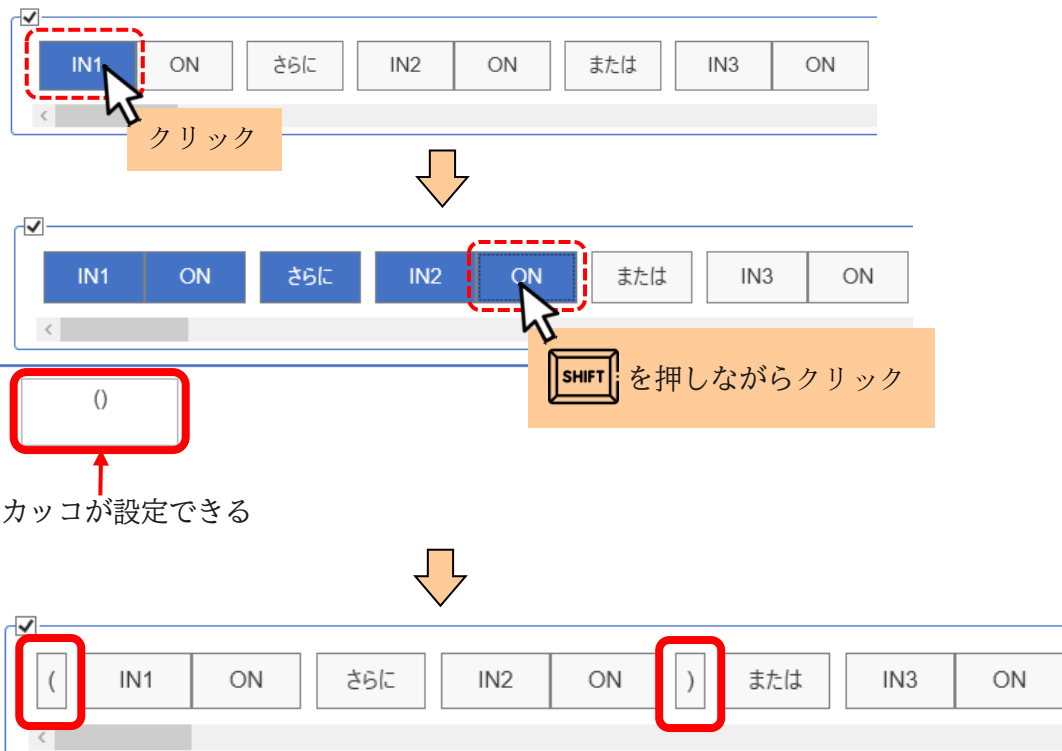 IN1 ON さらに IN2 ON または IN3 ON
クリック
IN1 ON さらに IN2 ON または IN3 ON
SHIFT を押しながらクリック
()
カッコが設定できる
( IN1 ON さらに IN2 ON ) または IN3 ON